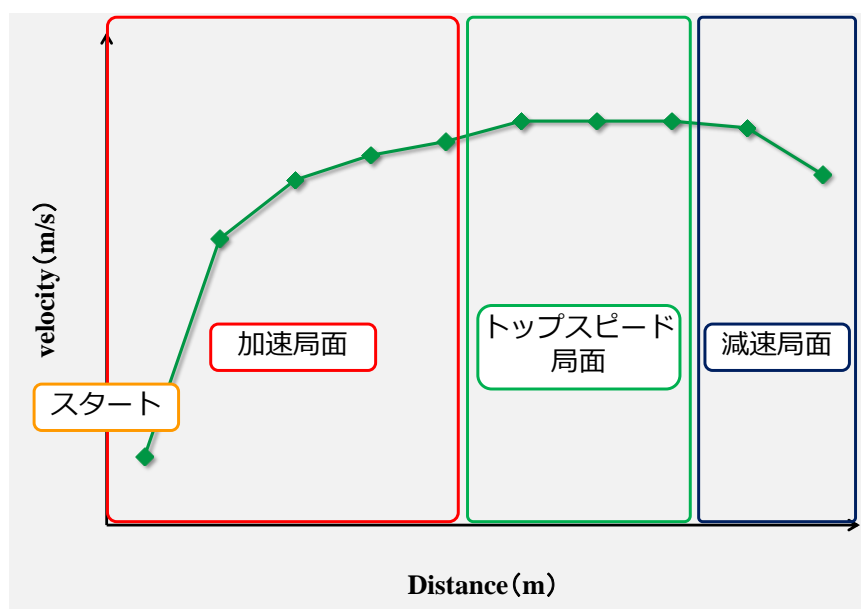 velocity（m/s）
スタート
加速局面
トップスピード
局面
減速局面
Distance（m）